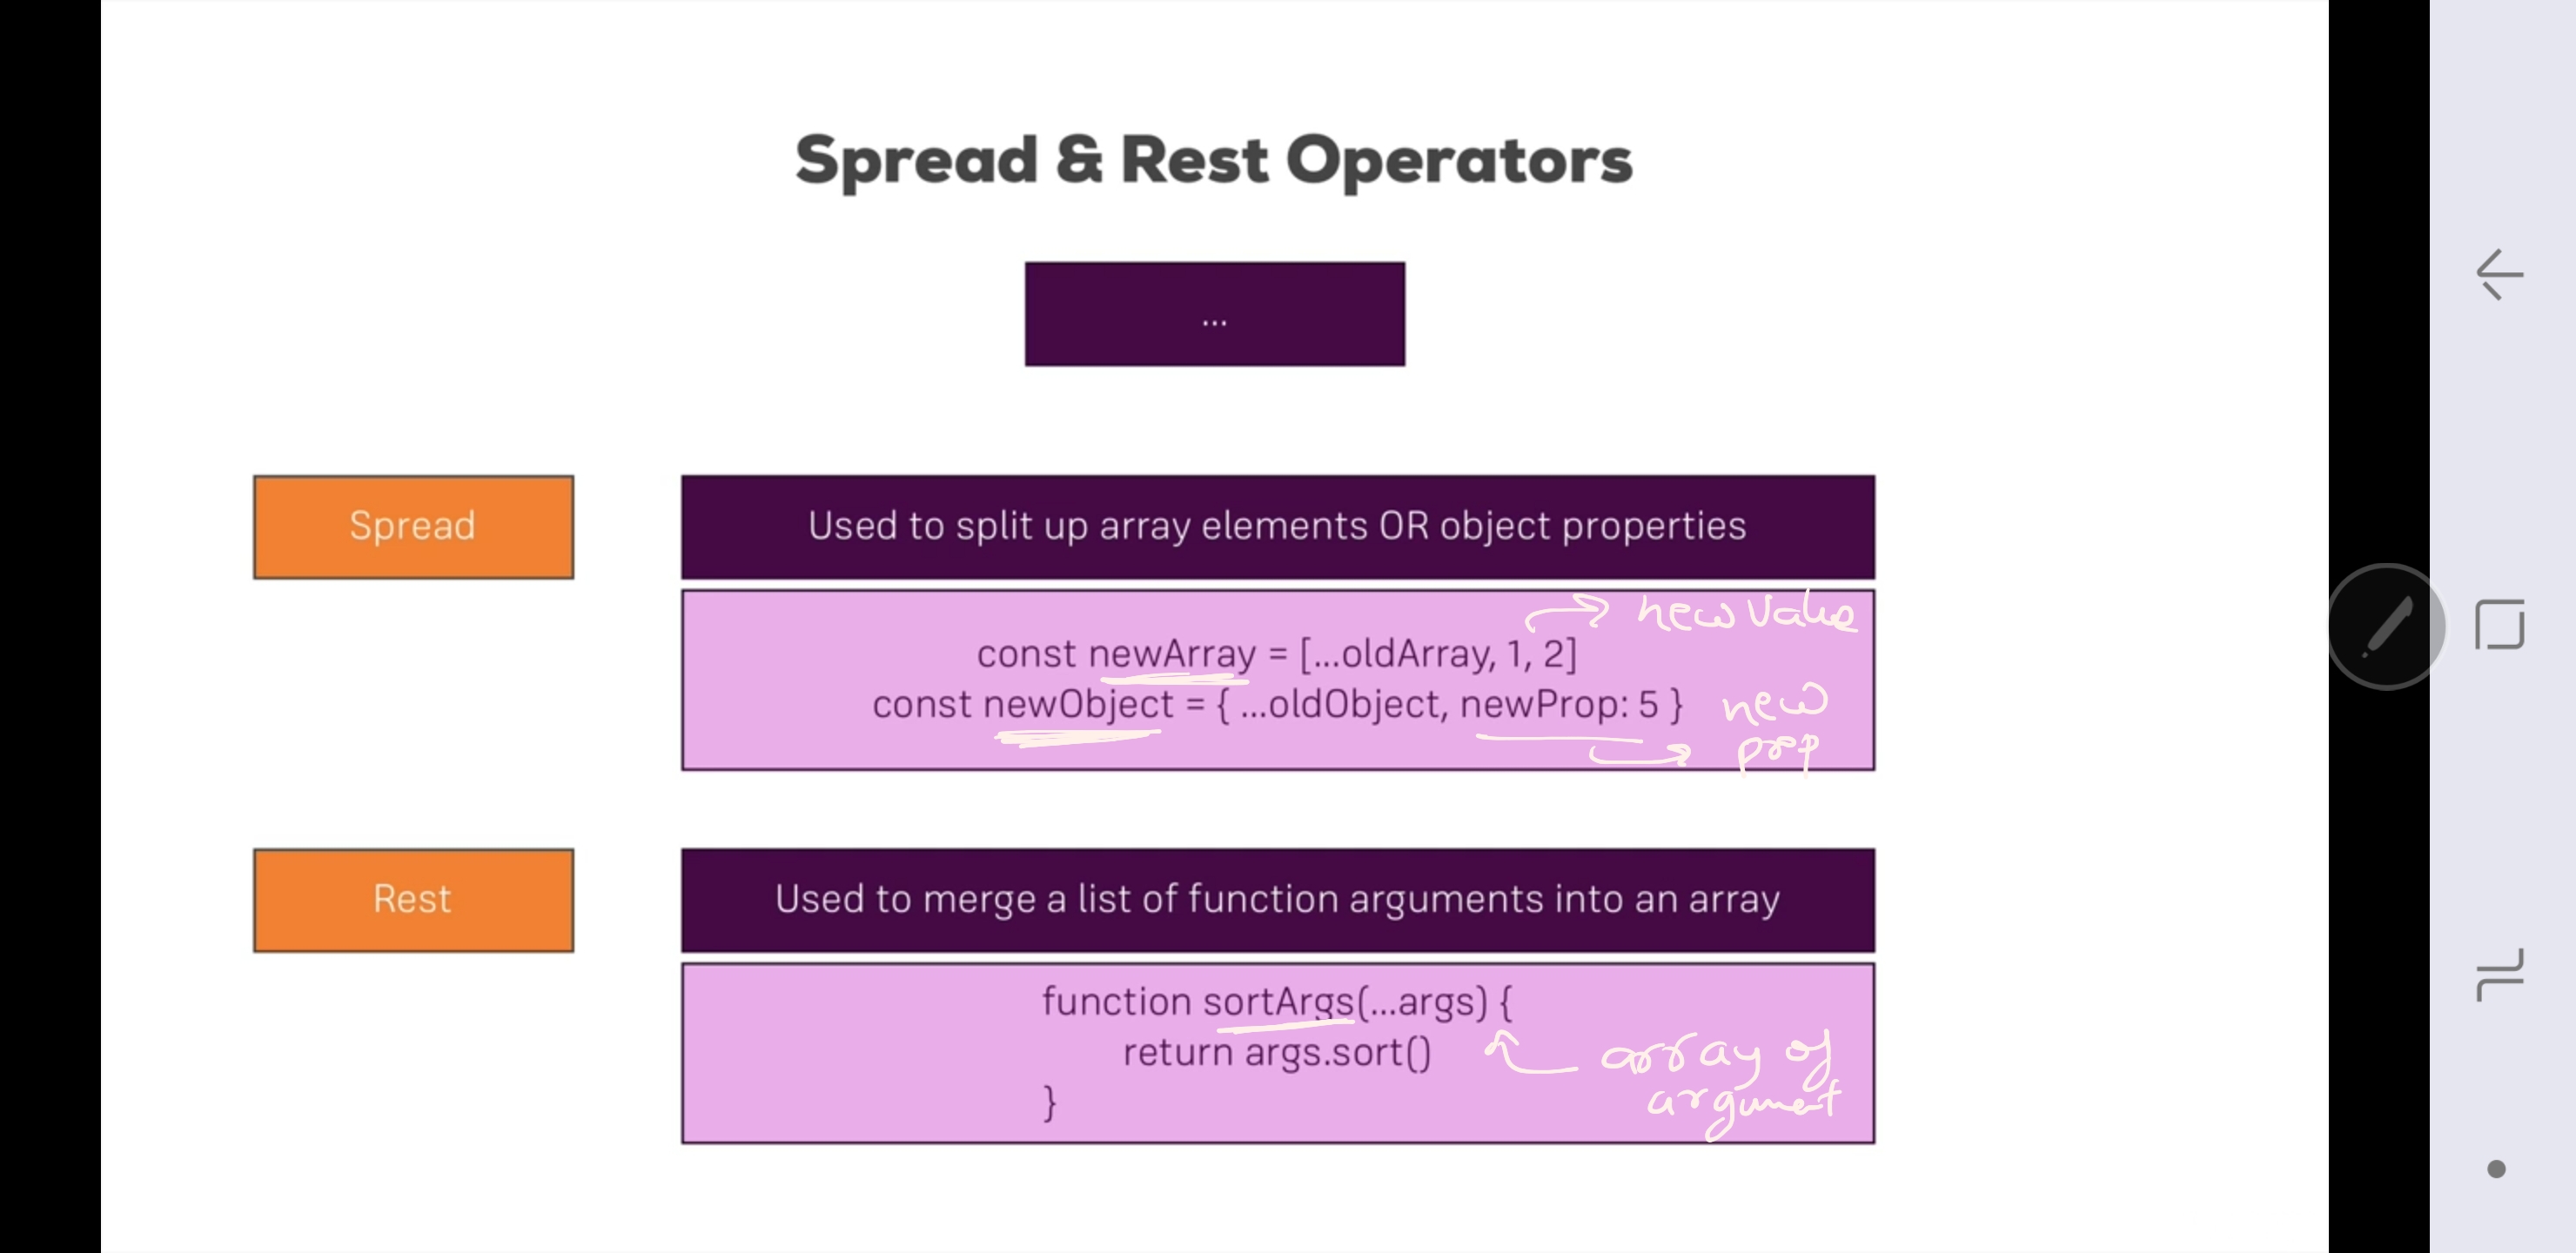 Spread & Rest Operators
...
Spread
Used to split up array elements OR object properties
new value
const newArray = [...oldArray, 1, 2]
const newObject = { ...oldObject, newProp: 5 }
new
prop
Rest
Used to merge a list of function arguments into an array
function sortArgs(...args) {
return args.sort()
}
array of
argument